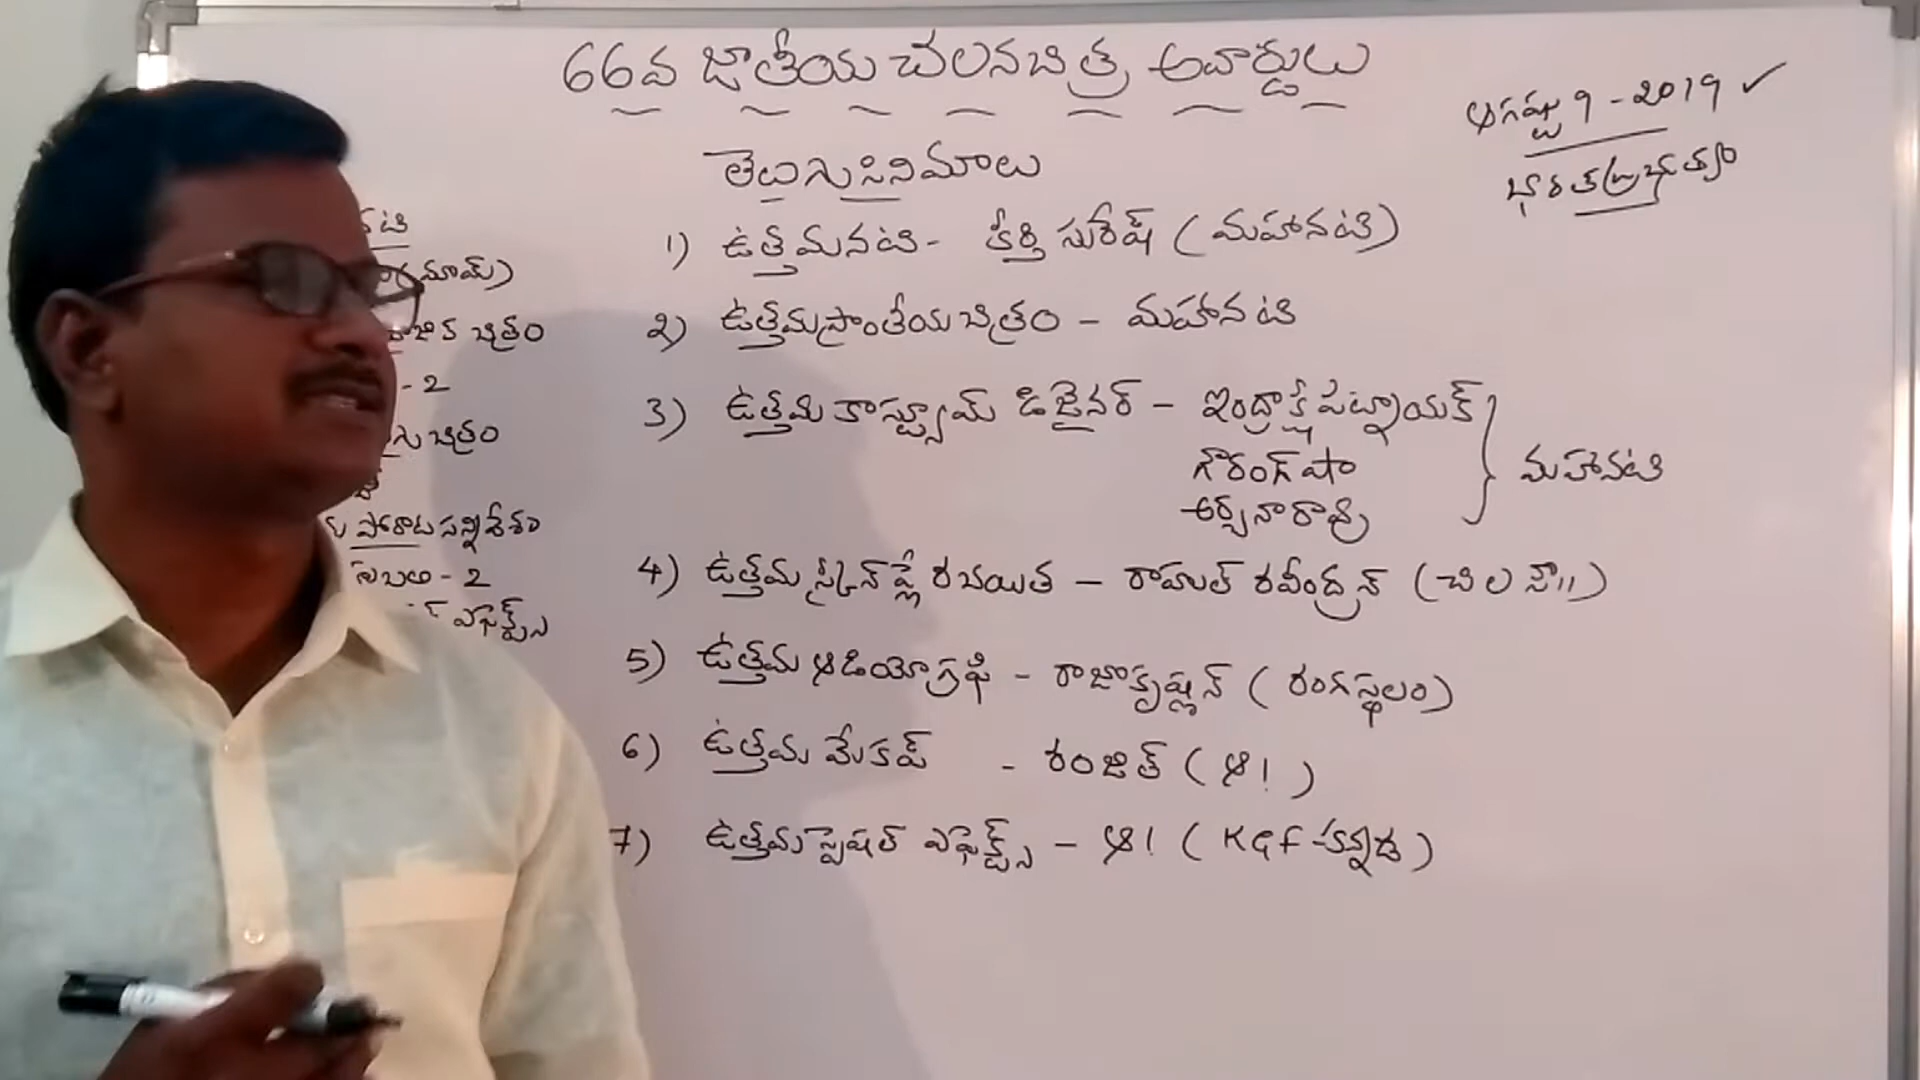 66వ జాతీయ చలనచిత్ర అవార్డులు
ఆగష్టు 9 - 2019 ✓
భారత ప్రభుత్వం
తెలుగు సినిమాలు
1) ఉత్తమ నటి - కీర్తి సురేష్ (మహానటి)
2) ఉత్తమ ప్రాంతీయ చిత్రం - మహానటి
3) ఉత్తమ కాస్ట్యూమ్ డిజైనర్ - ఇంద్రాక్షి పట్నాయక్
గౌరంగ్ షా
అర్చనా రావు
} మహానటి
4) ఉత్తమ స్క్రీన్ ప్లే రచయిత - రాహుల్ రవీంద్రన్ (చి ల సౌ॥)
5) ఉత్తమ ఆడియోగ్రఫి - రాజాకృష్ణన్ (రంగస్థలం)
6) ఉత్తమ మేకప్ - రంజిత్ (ఆ!)
7) ఉత్తమ స్పెషల్ ఎఫెక్ట్స్ - ఆ! (KGF - కన్నడ)
చిత్రం
- 2
చిత్రం
పోరాట సన్నివేశం
- 2
ఎఫెక్ట్స్